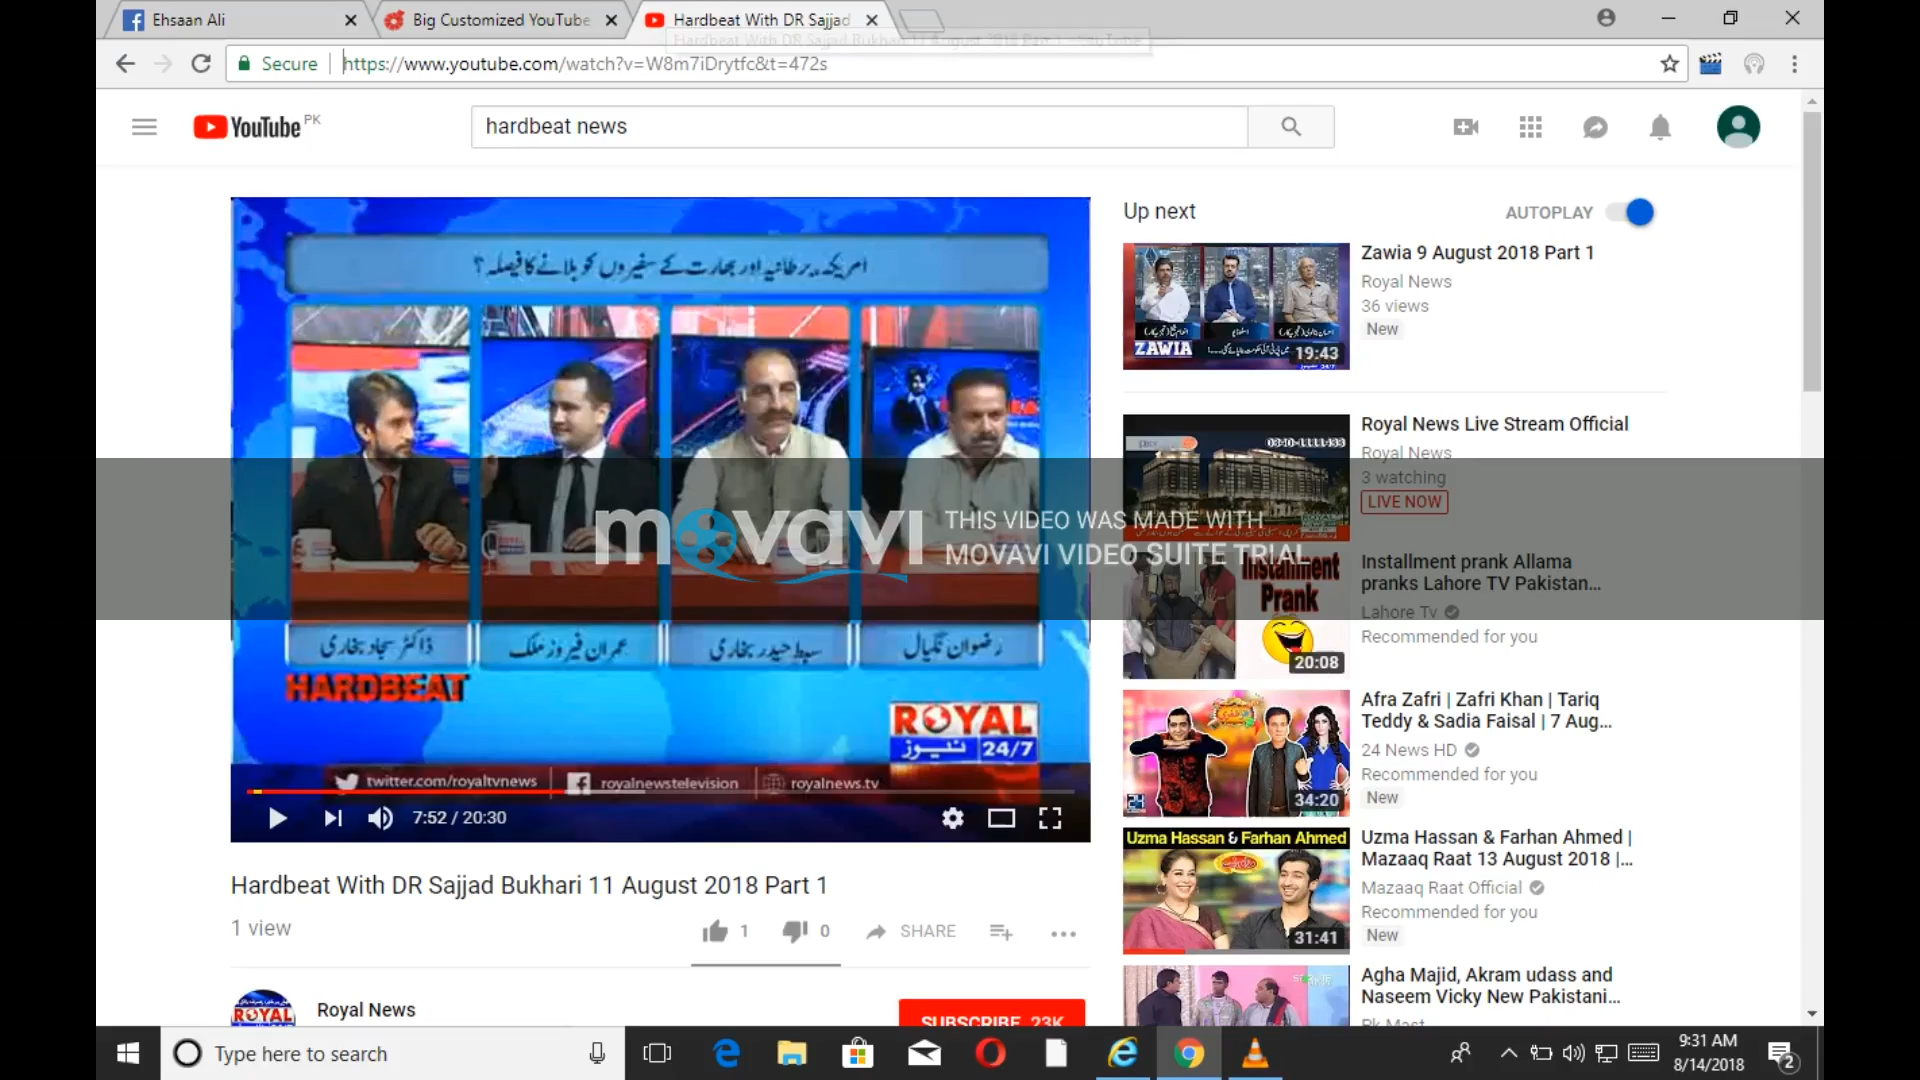 Ehsaan Ali
Big Customized YouTube
Hardbeat With DR Sajjad
Hardbeat With DR Sajjad Bukhari 11 August 2018 Part 1 - YouTube
Secure
https://www.youtube.com/watch?v=W8m7iDrytfc&t=472s
YouTube PK
hardbeat news
امریکہ، برطانیہ اور بھارت کے سفیروں کو بلانے کا فیصلہ؟
ڈاکٹر سجاد بخاری
عمران فیروز ملک
سبط حیدر بخاری
رضوان نگیال
HARDBEAT
ROYAL
نیوز 24/7
twitter.com/royaltvnews
royalnewstelevision
royalnews.tv
7:52 / 20:30
movavi
THIS VIDEO WAS MADE WITH
MOVAVI VIDEO SUITE TRIAL
Hardbeat With DR Sajjad Bukhari 11 August 2018 Part 1
1 view
1
0
SHARE
ROYAL
Royal News
SUBSCRIBE 23K
Up next
AUTOPLAY
ZAWIA
19:43
Zawia 9 August 2018 Part 1
Royal News
36 views
New
0340-1111433
Royal News Live Stream Official
Royal News
3 watching
LIVE NOW
Installment
Prank
20:08
Installment prank Allama
pranks Lahore TV Pakistan...
Lahore Tv
Recommended for you
24
34:20
Afra Zafri | Zafri Khan | Tariq
Teddy & Sadia Faisal | 7 Aug...
24 News HD
Recommended for you
New
Uzma Hassan & Farhan Ahmed
31:41
Uzma Hassan & Farhan Ahmed |
Mazaaq Raat 13 August 2018 |...
Mazaaq Raat Official
Recommended for you
New
Agha Majid, Akram udass and
Naseem Vicky New Pakistani...
Pk Mast
Type here to search
9:31 AM
8/14/2018
2